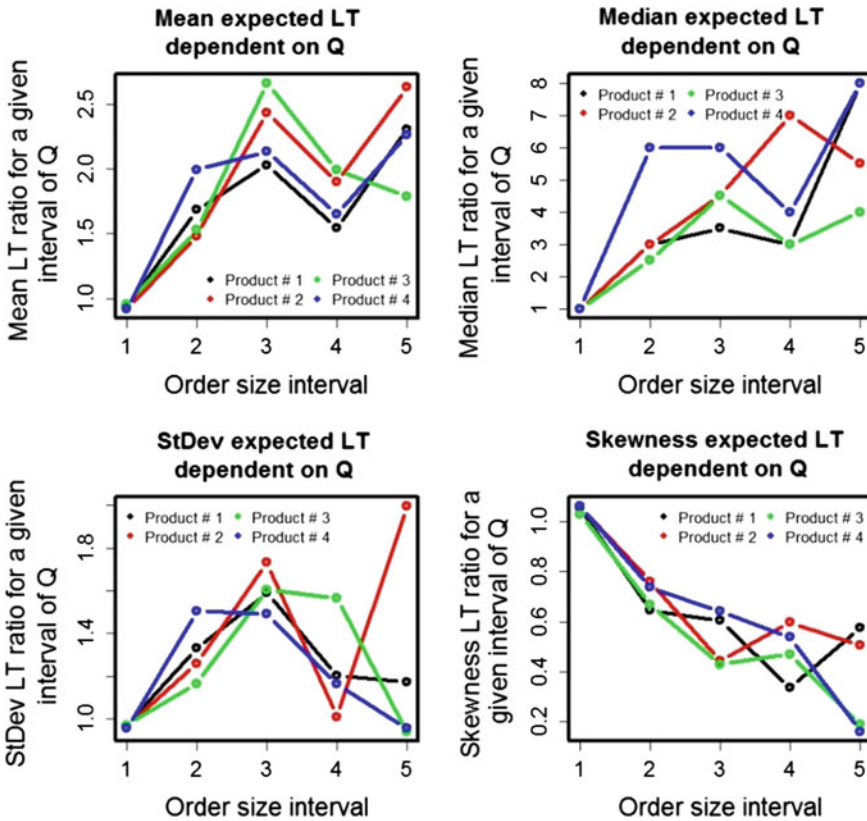 Mean expected LT
dependent on Q
Mean LT ratio for a given
interval of Q
2.5
2.0
1.5
1.0
Product # 1
Product # 3
Product # 2
Product # 4
1 2 3 4 5
Order size interval
Median expected LT
dependent on Q
Median LT ratio for a given
interval of Q
8
7
6
5
4
3
2
1
Product # 1
Product # 3
Product # 2
Product # 4
1 2 3 4 5
Order size interval
StDev expected LT
dependent on Q
StDev LT ratio for a given
interval of Q
1.8
1.4
1.0
Product # 1
Product # 3
Product # 2
Product # 4
1 2 3 4 5
Order size interval
Skewness expected LT
dependent on Q
Skewness LT ratio for a
given interval of Q
1.0
0.8
0.6
0.4
0.2
Product # 1
Product # 3
Product # 2
Product # 4
1 2 3 4 5
Order size interval